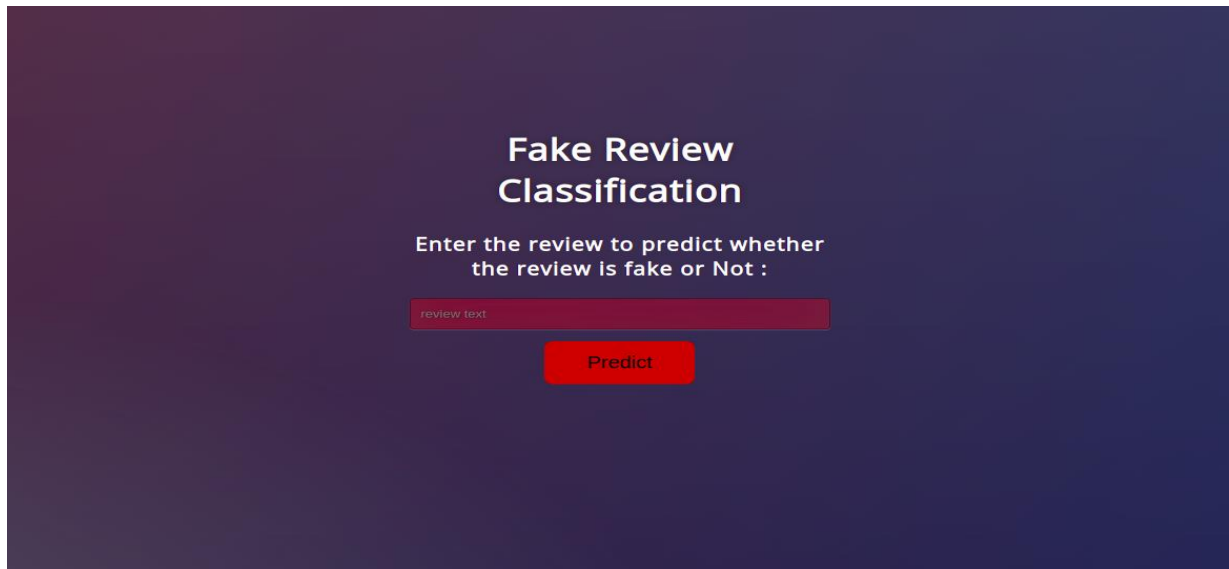 Fake Review
Classification
Enter the review to predict whether
the review is fake or Not :
review text
Predict